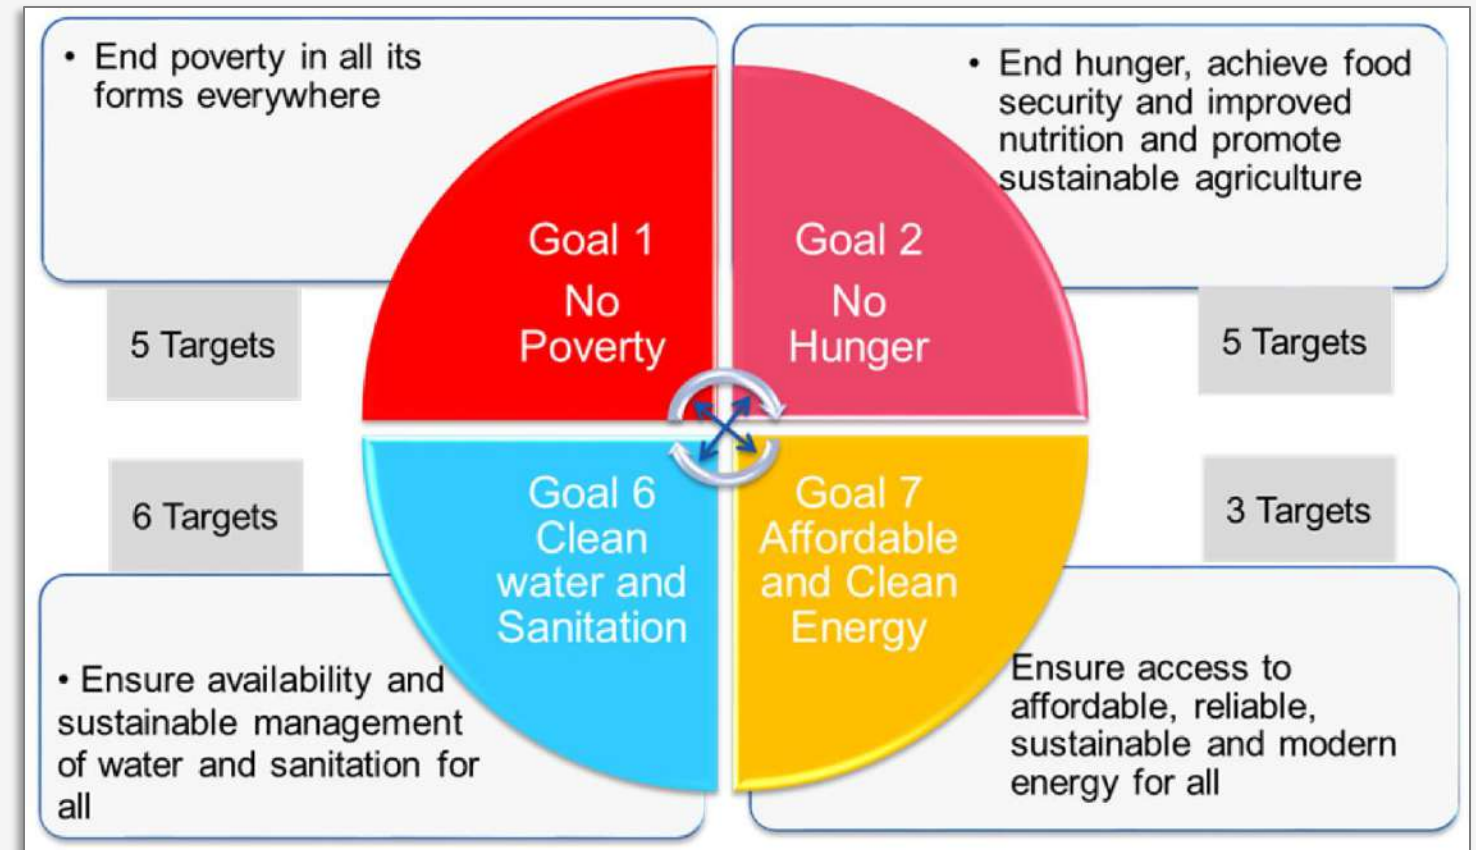 • End poverty in all its
forms everywhere
• End hunger, achieve food
security and improved
nutrition and promote
sustainable agriculture
Goal 1
No
Poverty
Goal 2
No
Hunger
5 Targets
5 Targets
6 Targets
3 Targets
Goal 6
Clean
water and
Sanitation
Goal 7
Affordable
and Clean
Energy
• Ensure availability and
sustainable management
of water and sanitation for
all
Ensure access to
affordable, reliable,
sustainable and modern
energy for all